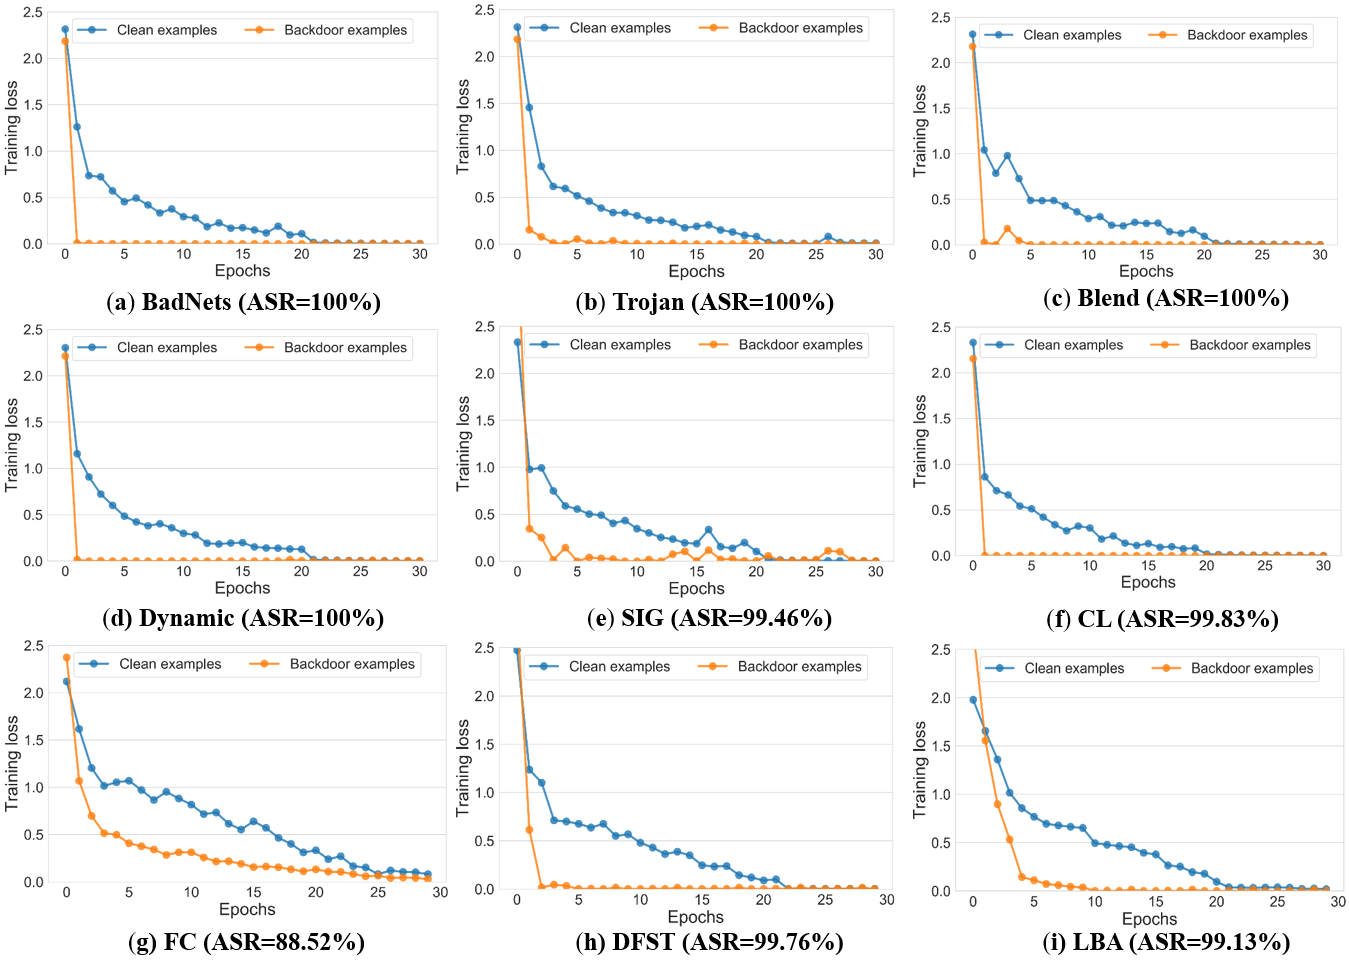 Clean examples Backdoor examples
Training loss
2.5
2.0
1.5
1.0
0.5
0.0
0 5 10 15 20 25 30
Epochs
(a) BadNets (ASR=100%)
Clean examples Backdoor examples
Training loss
2.5
2.0
1.5
1.0
0.5
0.0
0 5 10 15 20 25 30
Epochs
(b) Trojan (ASR=100%)
Clean examples Backdoor examples
Training loss
2.5
2.0
1.5
1.0
0.5
0.0
0 5 10 15 20 25 30
Epochs
(c) Blend (ASR=100%)
Clean examples Backdoor examples
Training loss
2.5
2.0
1.5
1.0
0.5
0.0
0 5 10 15 20 25 30
Epochs
(d) Dynamic (ASR=100%)
Clean examples Backdoor examples
Training loss
2.5
2.0
1.5
1.0
0.5
0.0
0 5 10 15 20 25 30
Epochs
(e) SIG (ASR=99.46%)
Clean examples Backdoor examples
Training loss
2.5
2.0
1.5
1.0
0.5
0.0
0 5 10 15 20 25 30
Epochs
(f) CL (ASR=99.83%)
Clean examples Backdoor examples
Training loss
2.5
2.0
1.5
1.0
0.5
0.0
0 5 10 15 20 25 30
Epochs
(g) FC (ASR=88.52%)
Clean examples Backdoor examples
Training loss
2.5
2.0
1.5
1.0
0.5
0.0
0 5 10 15 20 25 30
Epochs
(h) DFST (ASR=99.76%)
Clean examples Backdoor examples
Training loss
2.5
2.0
1.5
1.0
0.5
0.0
0 5 10 15 20 25 30
Epochs
(i) LBA (ASR=99.13%)